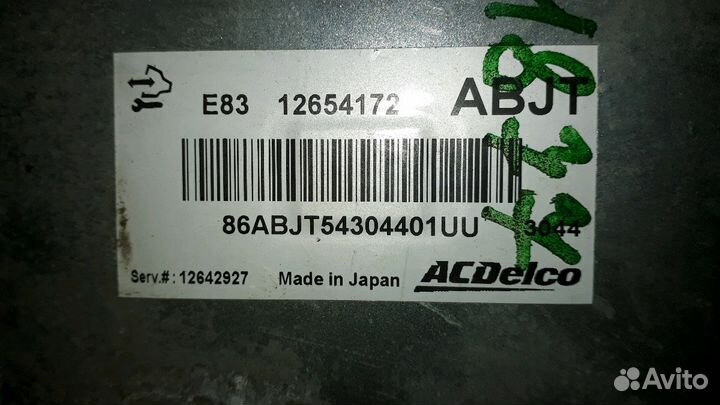 E83 12654172 ABJT
86ABJT54304401UU 3044
Serv.#: 12642927 Made in Japan ACDelco
Avito